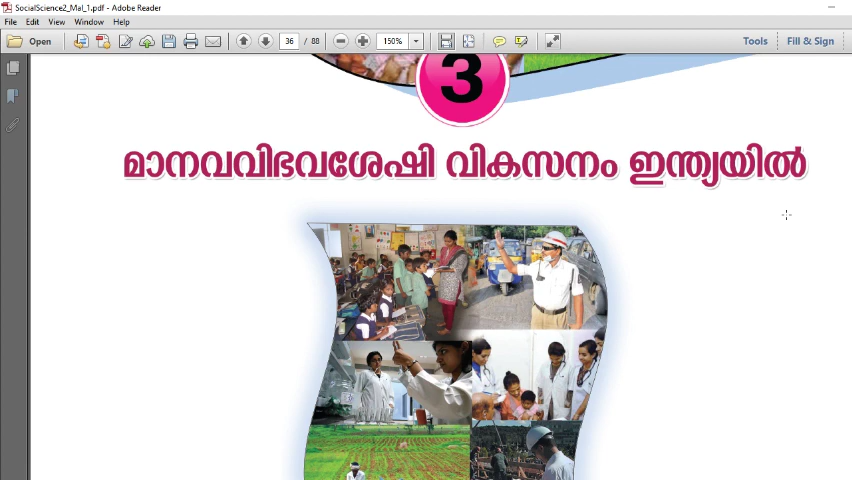 SocialScience2_Mal_1.pdf - Adobe Reader
File Edit View Window Help
Open 36 / 88 150% Tools Fill & Sign
3
മാനവവിഭവശേഷി വികസനം ഇന്ത്യയിൽ